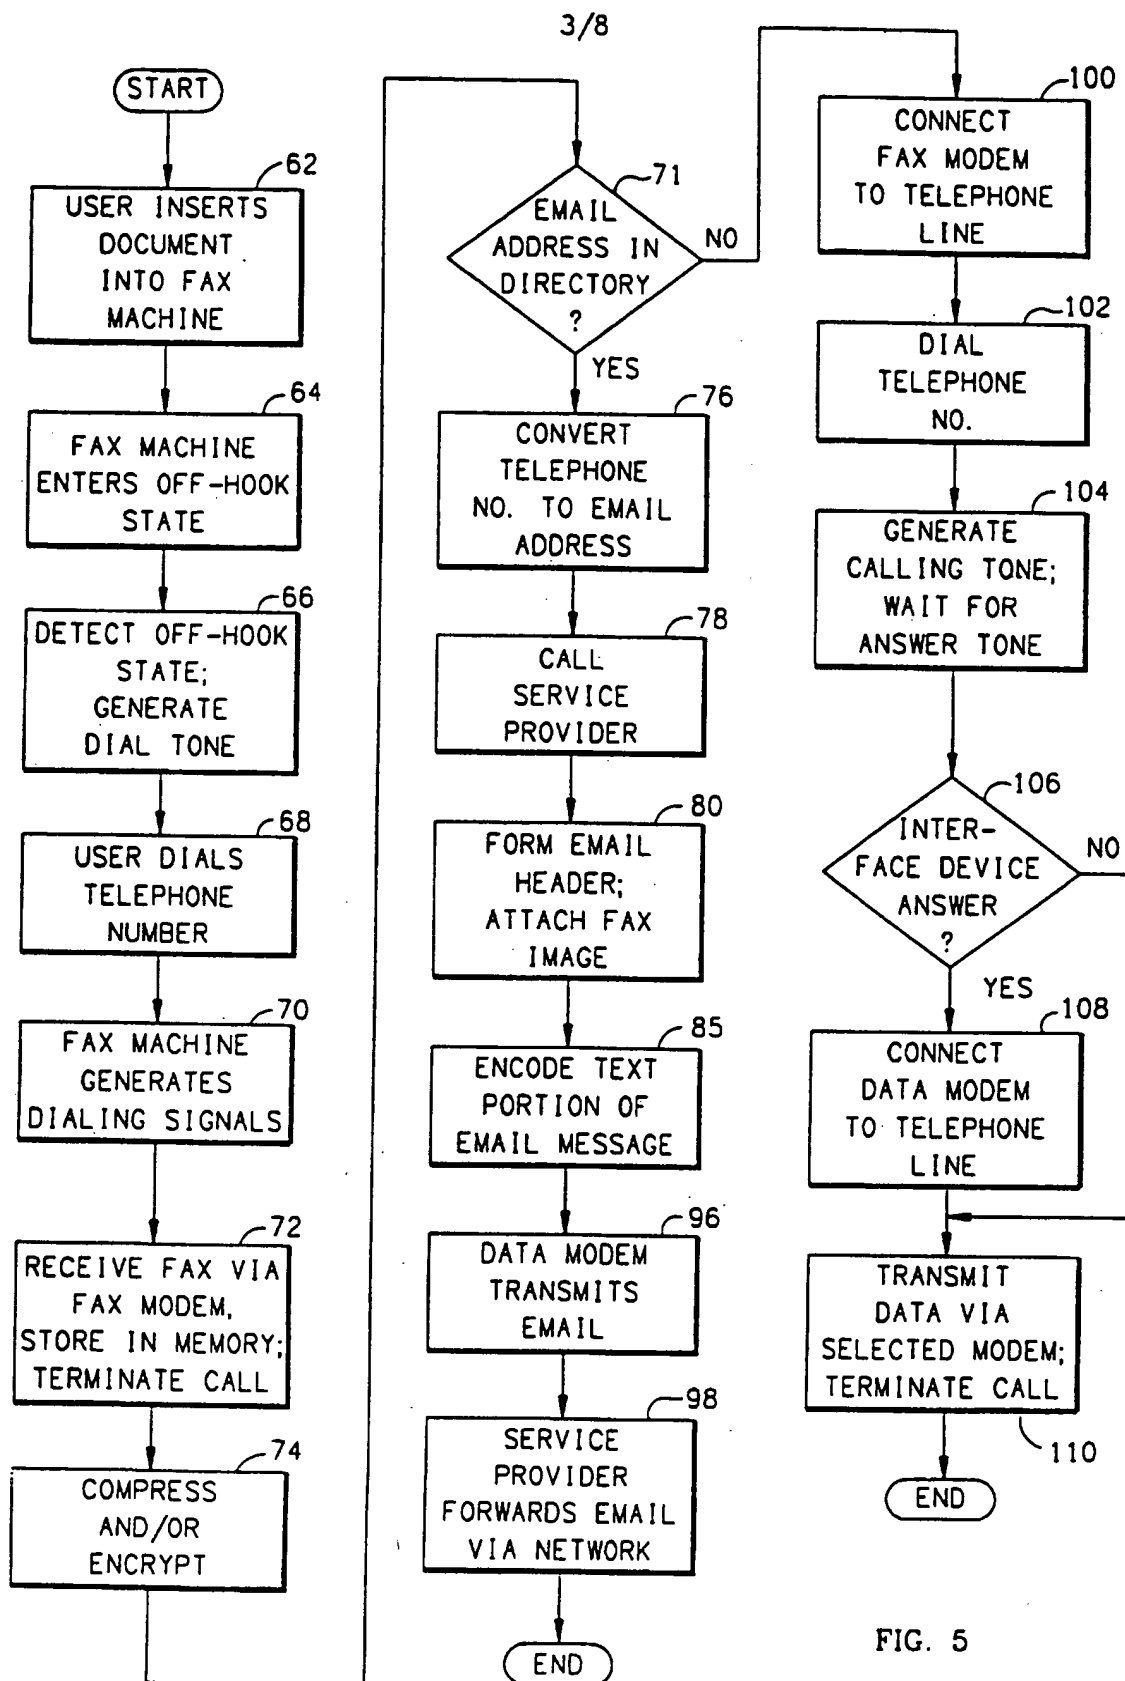 3/8
START
62
USER INSERTS
DOCUMENT
INTO FAX
MACHINE
64
FAX MACHINE
ENTERS OFF-HOOK
STATE
66
DETECT OFF-HOOK
STATE;
GENERATE
DIAL TONE
68
USER DIALS
TELEPHONE
NUMBER
70
FAX MACHINE
GENERATES
DIALING SIGNALS
72
RECEIVE FAX VIA
FAX MODEM,
STORE IN MEMORY;
TERMINATE CALL
74
COMPRESS
AND/OR
ENCRYPT
71
EMAIL
ADDRESS IN
DIRECTORY
?
NO
YES
76
CONVERT
TELEPHONE
NO. TO EMAIL
ADDRESS
78
CALL
SERVICE
PROVIDER
80
FORM EMAIL
HEADER;
ATTACH FAX
IMAGE
85
ENCODE TEXT
PORTION OF
EMAIL MESSAGE
96
DATA MODEM
TRANSMITS
EMAIL
98
SERVICE
PROVIDER
FORWARDS EMAIL
VIA NETWORK
END
100
CONNECT
FAX MODEM
TO TELEPHONE
LINE
102
DIAL
TELEPHONE
NO.
104
GENERATE
CALLING TONE;
WAIT FOR
ANSWER TONE
106
INTER-
FACE DEVICE
ANSWER
?
NO
YES
108
CONNECT
DATA MODEM
TO TELEPHONE
LINE
TRANSMIT
DATA VIA
SELECTED MODEM;
TERMINATE CALL
110
END
FIG. 5